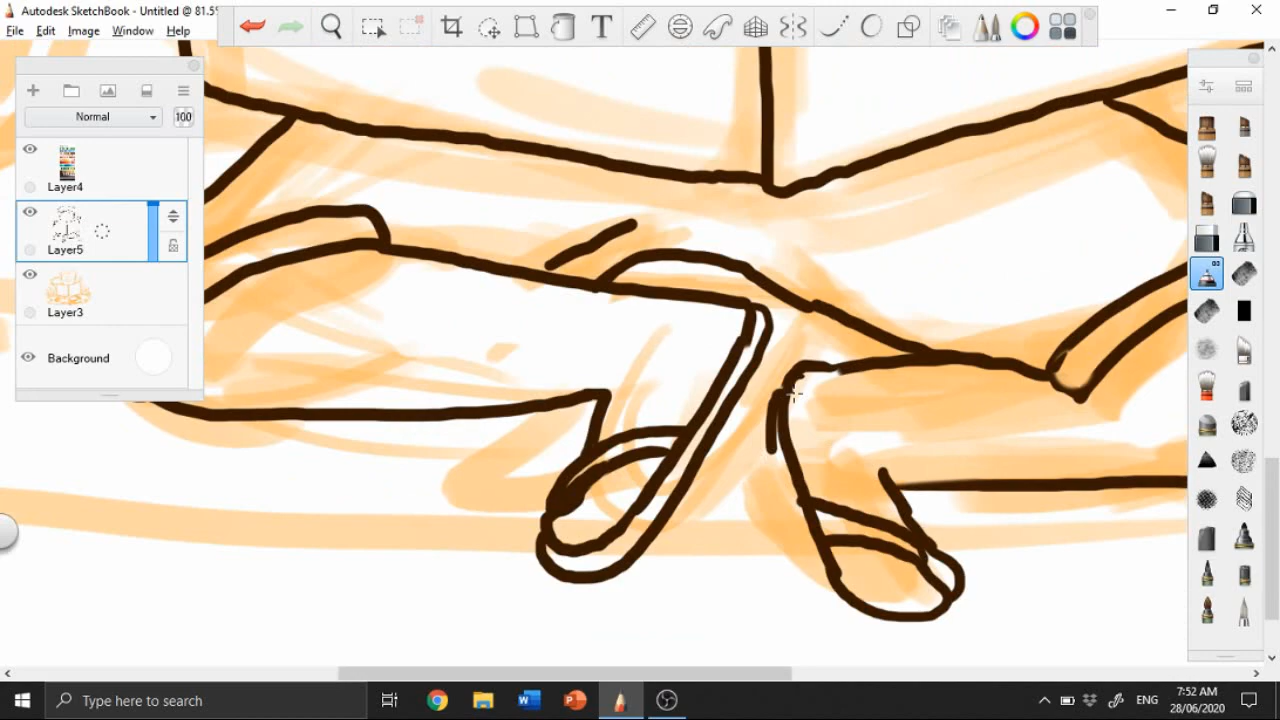 Autodesk SketchBook - Untitled @ 81.5%
File Edit Image Window Help
T
Normal
100
Layer4
Layer5
Layer3
Background
Type here to search
ENG
7:52 AM
28/06/2020